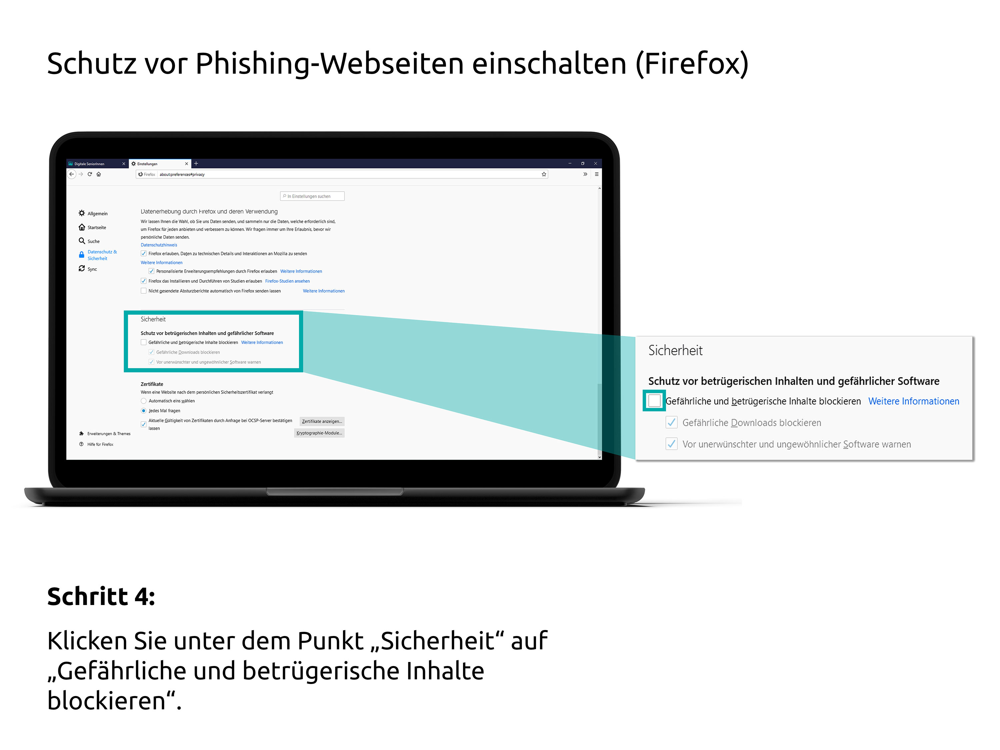 Schutz vor Phishing-Webseiten einschalten (Firefox)
Digitale SeniorInnen
Einstellungen
Firefox
about:preferences#privacy
In Einstellungen suchen
Allgemein
Startseite
Suche
Datenschutz &
Sicherheit
Sync
Erweiterungen & Themes
Hilfe für Firefox
Datenerhebung durch Firefox und deren Verwendung
Wir lassen Ihnen die Wahl, ob Sie uns Daten senden, und sammeln nur die Daten, welche erforderlich sind,
um Firefox für jeden anbieten und verbessern zu können. Wir fragen immer um Ihre Erlaubnis, bevor wir
persönliche Daten senden.
Datenschutzhinweis
Firefox erlauben, Daten zu technischen Details und Interaktionen an Mozilla zu senden
Weitere Informationen
Personalisierte Erweiterungsempfehlungen durch Firefox erlauben Weitere Informationen
Firefox das Installieren und Durchführen von Studien erlauben Firefox-Studien ansehen
Nicht gesendete Absturzberichte automatisch von Firefox senden lassen Weitere Informationen
Sicherheit
Schutz vor betrügerischen Inhalten und gefährlicher Software
Gefährliche und betrügerische Inhalte blockieren Weitere Informationen
Gefährliche Downloads blockieren
Vor unerwünschter und ungewöhnlicher Software warnen
Zertifikate
Wenn eine Website nach dem persönlichen Sicherheitszertifikat verlangt
Automatisch eins wählen
Jedes Mal fragen
Aktuelle Gültigkeit von Zertifikaten durch Anfrage bei OCSP-Server bestätigen
lassen
Zertifikate anzeigen...
Kryptographie-Module...
Sicherheit
Schutz vor betrügerischen Inhalten und gefährlicher Software
Gefährliche und betrügerische Inhalte blockieren Weitere Informationen
Gefährliche Downloads blockieren
Vor unerwünschter und ungewöhnlicher Software warnen
Schritt 4:
Klicken Sie unter dem Punkt „Sicherheit“ auf
„Gefährliche und betrügerische Inhalte
blockieren“.